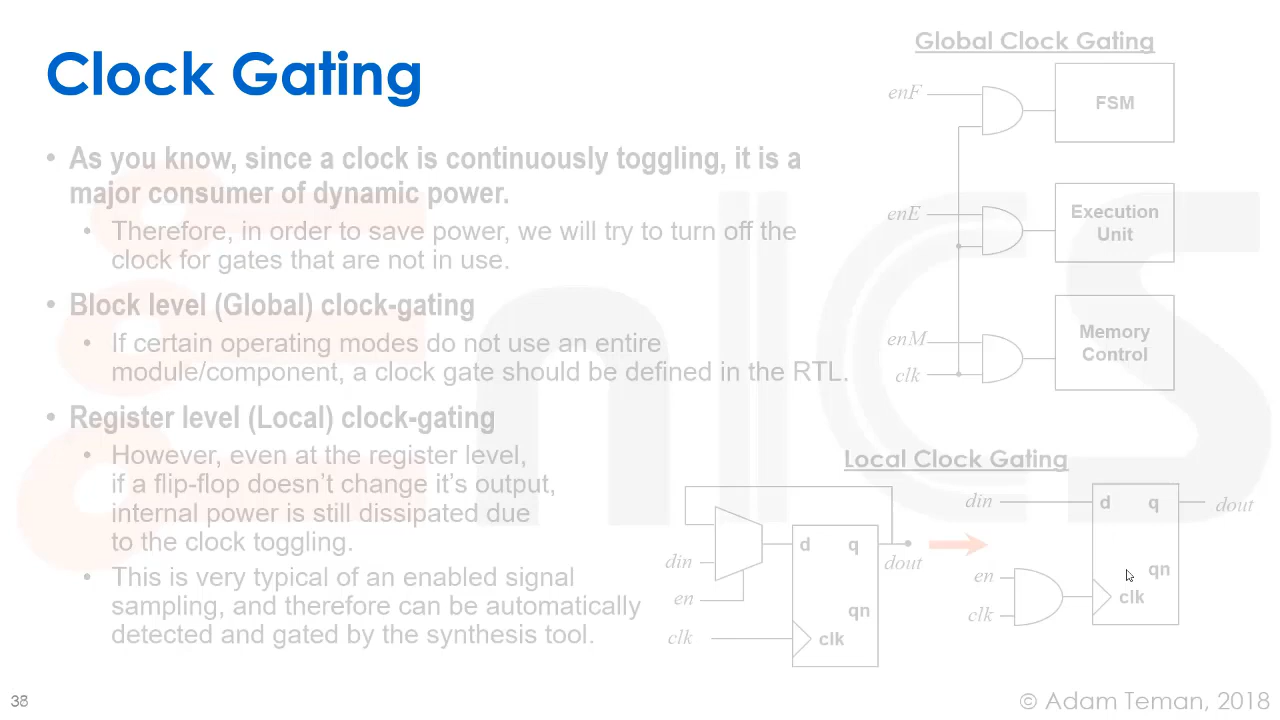 Clock Gating
• As you know, since a clock is continuously toggling, it is a
major consumer of dynamic power.
• Therefore, in order to save power, we will try to turn off the
clock for gates that are not in use.
• Block level (Global) clock-gating
• If certain operating modes do not use an entire
module/component, a clock gate should be defined in the RTL.
• Register level (Local) clock-gating
• However, even at the register level,
if a flip-flop doesn't change it's output,
internal power is still dissipated due
to the clock toggling.
• This is very typical of an enabled signal
sampling, and therefore can be automatically
detected and gated by the synthesis tool.
Global Clock Gating
enF
FSM
enE
Execution
Unit
enM
clk
Memory
Control
Local Clock Gating
din
en
clk
d q
qn
clk
dout
din
en
clk
d q
qn
clk
dout
nICS
38
© Adam Teman, 2018